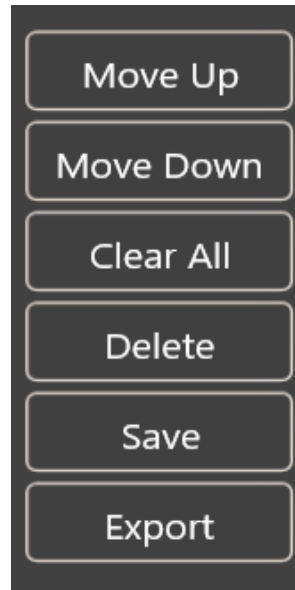 Move Up
Move Down
Clear All
Delete
Save
Export